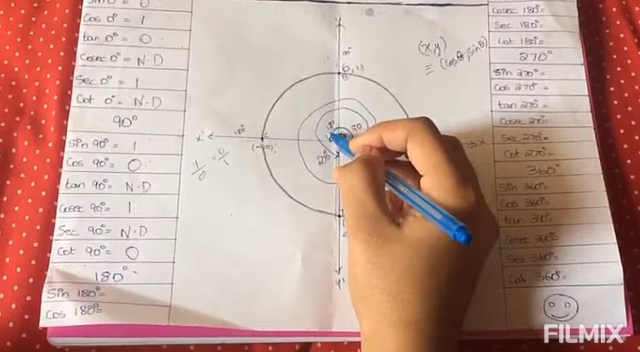 Sin 0° = 0
Cos 0° = 1
tan 0° = 0
Cosec 0° = N.D
Sec 0° = 1
Cot 0° = N.D
90°
Sin 90° = 1
Cos 90° = 0
tan 90° = N.D
Cosec 90° = 1
Sec 90° = N.D
Cot 90° = 0
180°
Sin 180° =
Cos 180° =
(x,y)
≡ (Cosθ, Sinθ)
X'
180°
1/0
270°
X
Y'
Cosec 180° =
Sec 180° =
Cot 180° =
270°
Sin 270° =
Cos 270° =
tan 270° =
Cosec 270° =
Sec 270° =
Cot 270° =
360°
Sin 360° =
Cos 360° =
tan 360° =
Cosec 360° =
Sec 360° =
Cot 360° =
FILMIX